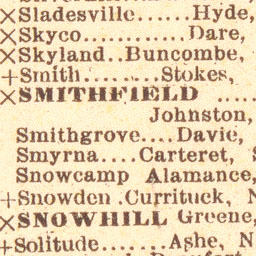 ×Sladesville......Hyde,
×Skyco............Dare,
×Skyland..Buncombe,
+Smith.........Stokes,
×SMITHFIELD .....
Johnston,
Smithgrove....Davie,
Smyrna....Carteret, S
Snowcamp Alamance,
+Snowden.Currituck, N
×SNOWHILL Greene,
+Solitude.......Ashe, N